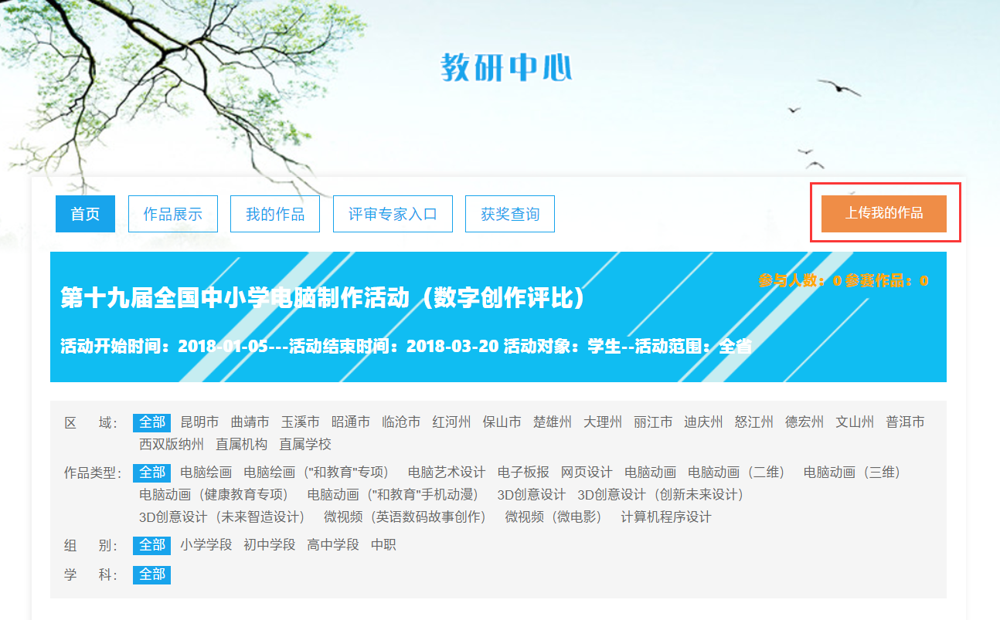 教研中心
首页 作品展示 我的作品 评审专家入口 获奖查询 上传我的作品
参与人数：0 参赛作品：0
第十九届全国中小学电脑制作活动（数字创作评比）
活动开始时间：2018-01-05---活动结束时间：2018-03-20 活动对象：学生--活动范围：全省
区 域： 全部 昆明市 曲靖市 玉溪市 昭通市 临沧市 红河州 保山市 楚雄州 大理州 丽江市 迪庆州 怒江州 德宏州 文山州 普洱市
西双版纳州 直属机构 直属学校
作品类型： 全部 电脑绘画 电脑绘画（"和教育"专项） 电脑艺术设计 电子板报 网页设计 电脑动画 电脑动画（二维） 电脑动画（三维）
电脑动画（健康教育专项） 电脑动画（"和教育"手机动漫） 3D创意设计 3D创意设计（创新未来设计）
3D创意设计（未来智造设计） 微视频（英语数码故事创作） 微视频（微电影） 计算机程序设计
组 别： 全部 小学学段 初中学段 高中学段 中职
学 科： 全部